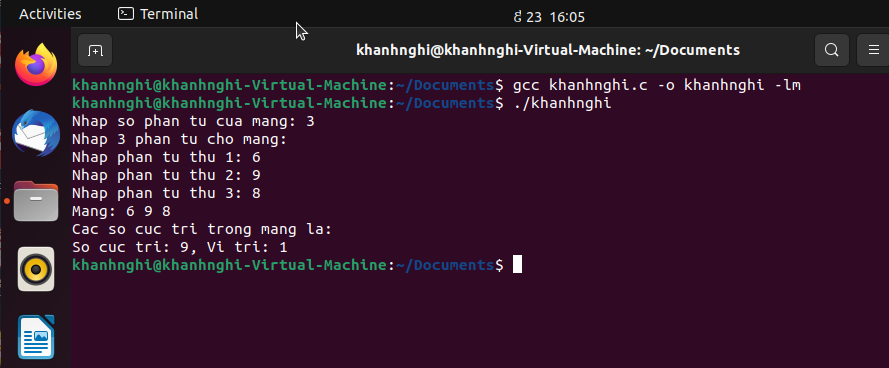 Activities
Terminal
23 16:05
khanhnghi@khanhnghi-Virtual-Machine: ~/Documents
khanhnghi@khanhnghi-Virtual-Machine:~/Documents$ gcc khanhnghi.c -o khanhnghi -lm
khanhnghi@khanhnghi-Virtual-Machine:~/Documents$ ./khanhnghi
Nhap so phan tu cua mang: 3
Nhap 3 phan tu cho mang:
Nhap phan tu thu 1: 6
Nhap phan tu thu 2: 9
Nhap phan tu thu 3: 8
Mang: 6 9 8
Cac so cuc tri trong mang la:
So cuc tri: 9, Vi tri: 1
khanhnghi@khanhnghi-Virtual-Machine:~/Documents$